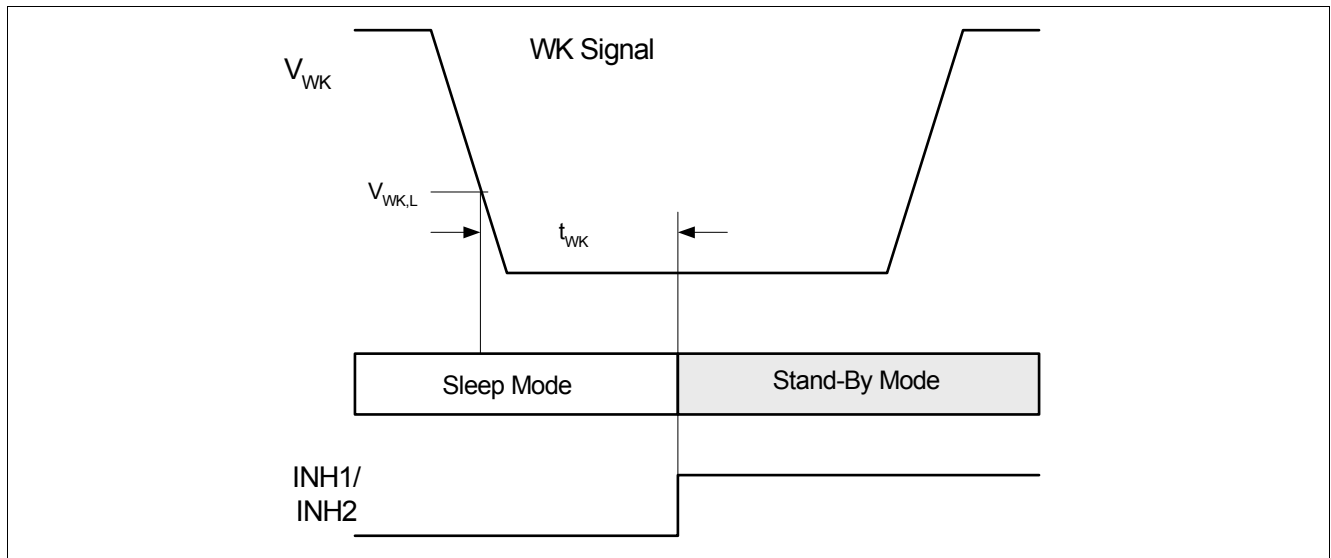 WK Signal
V_WK
V_WK,L
t_WK
Sleep Mode
Stand-By Mode
INH1/
INH2